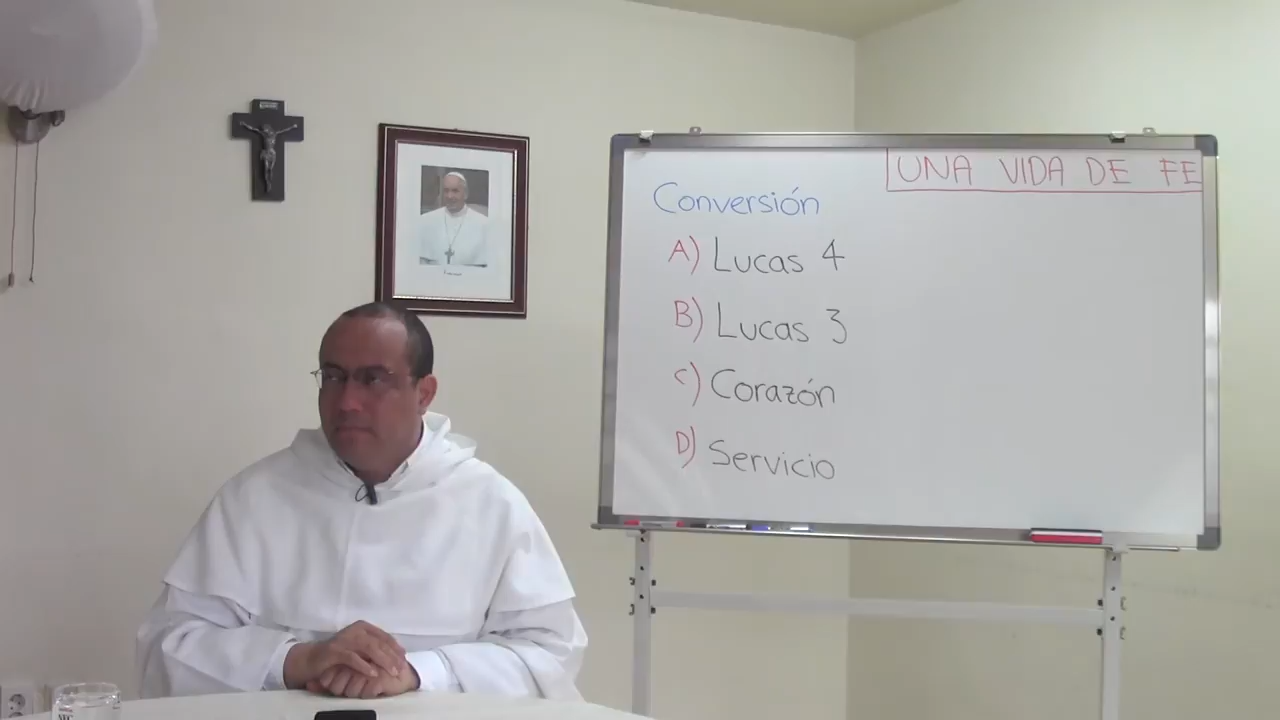 UNA VIDA DE FE
Conversión
A) Lucas 4
B) Lucas 3
C) Corazón
D) Servicio